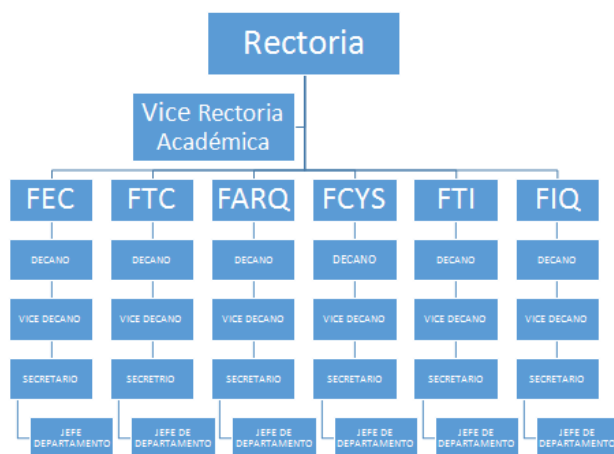 Rectoria
Vice Rectoria
Académica
FEC FTC FARQ FCYS FTI FIQ
DECANO DECANO DECANO DECANO DECANO DECANO
VICE DECANO VICE DECANO VICE DECANO VICE DECANO VICE DECANO VICE DECANO
SECRETARIO SECRETRIO SECRETARIO SECRETARIO SECRETARIO SECRETARIO
JEFE JEFE DE JEFE DE JEFE DE JEFE DE JEFE DE
DEPARTAMENTO DEPARTAMENTO DEPARTAMENTO DEPARTAMENTO DEPARTAMENTO DEPARTAMENTO